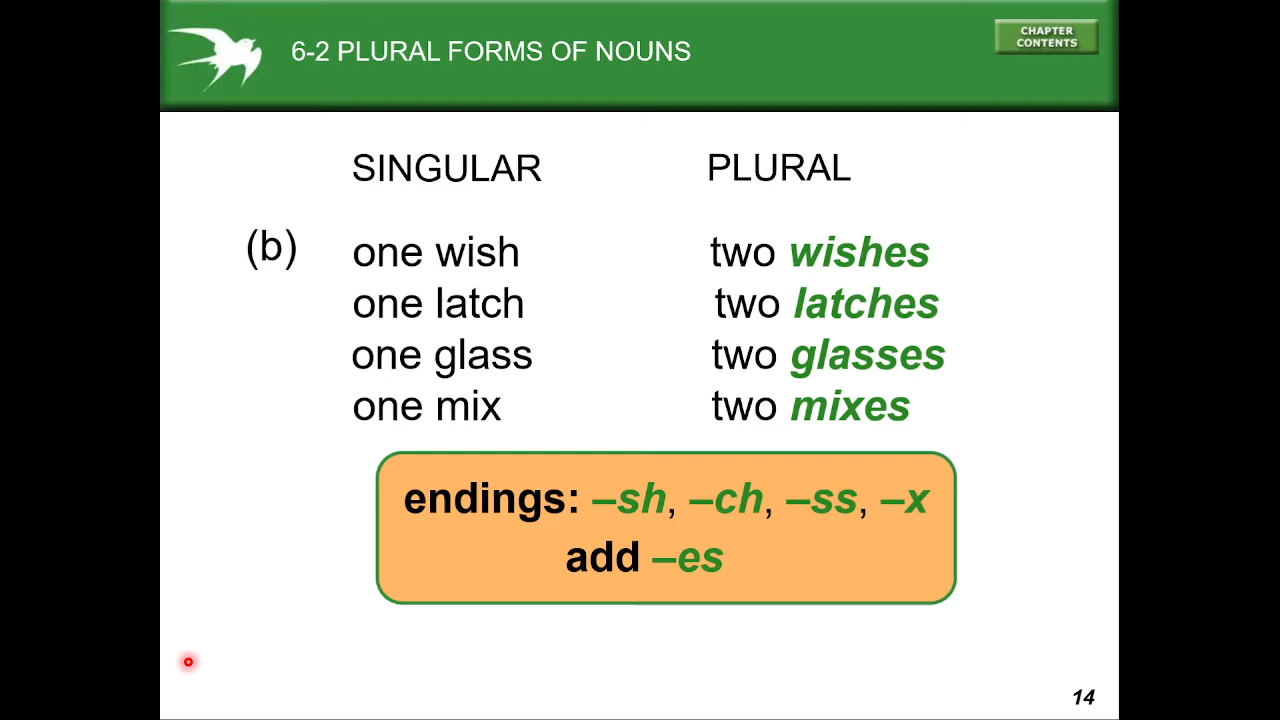 6-2 PLURAL FORMS OF NOUNS
CHAPTER
CONTENTS
SINGULAR PLURAL
(b) one wish two wishes
one latch two latches
one glass two glasses
one mix two mixes
endings: –sh, –ch, –ss, –x
add –es
14